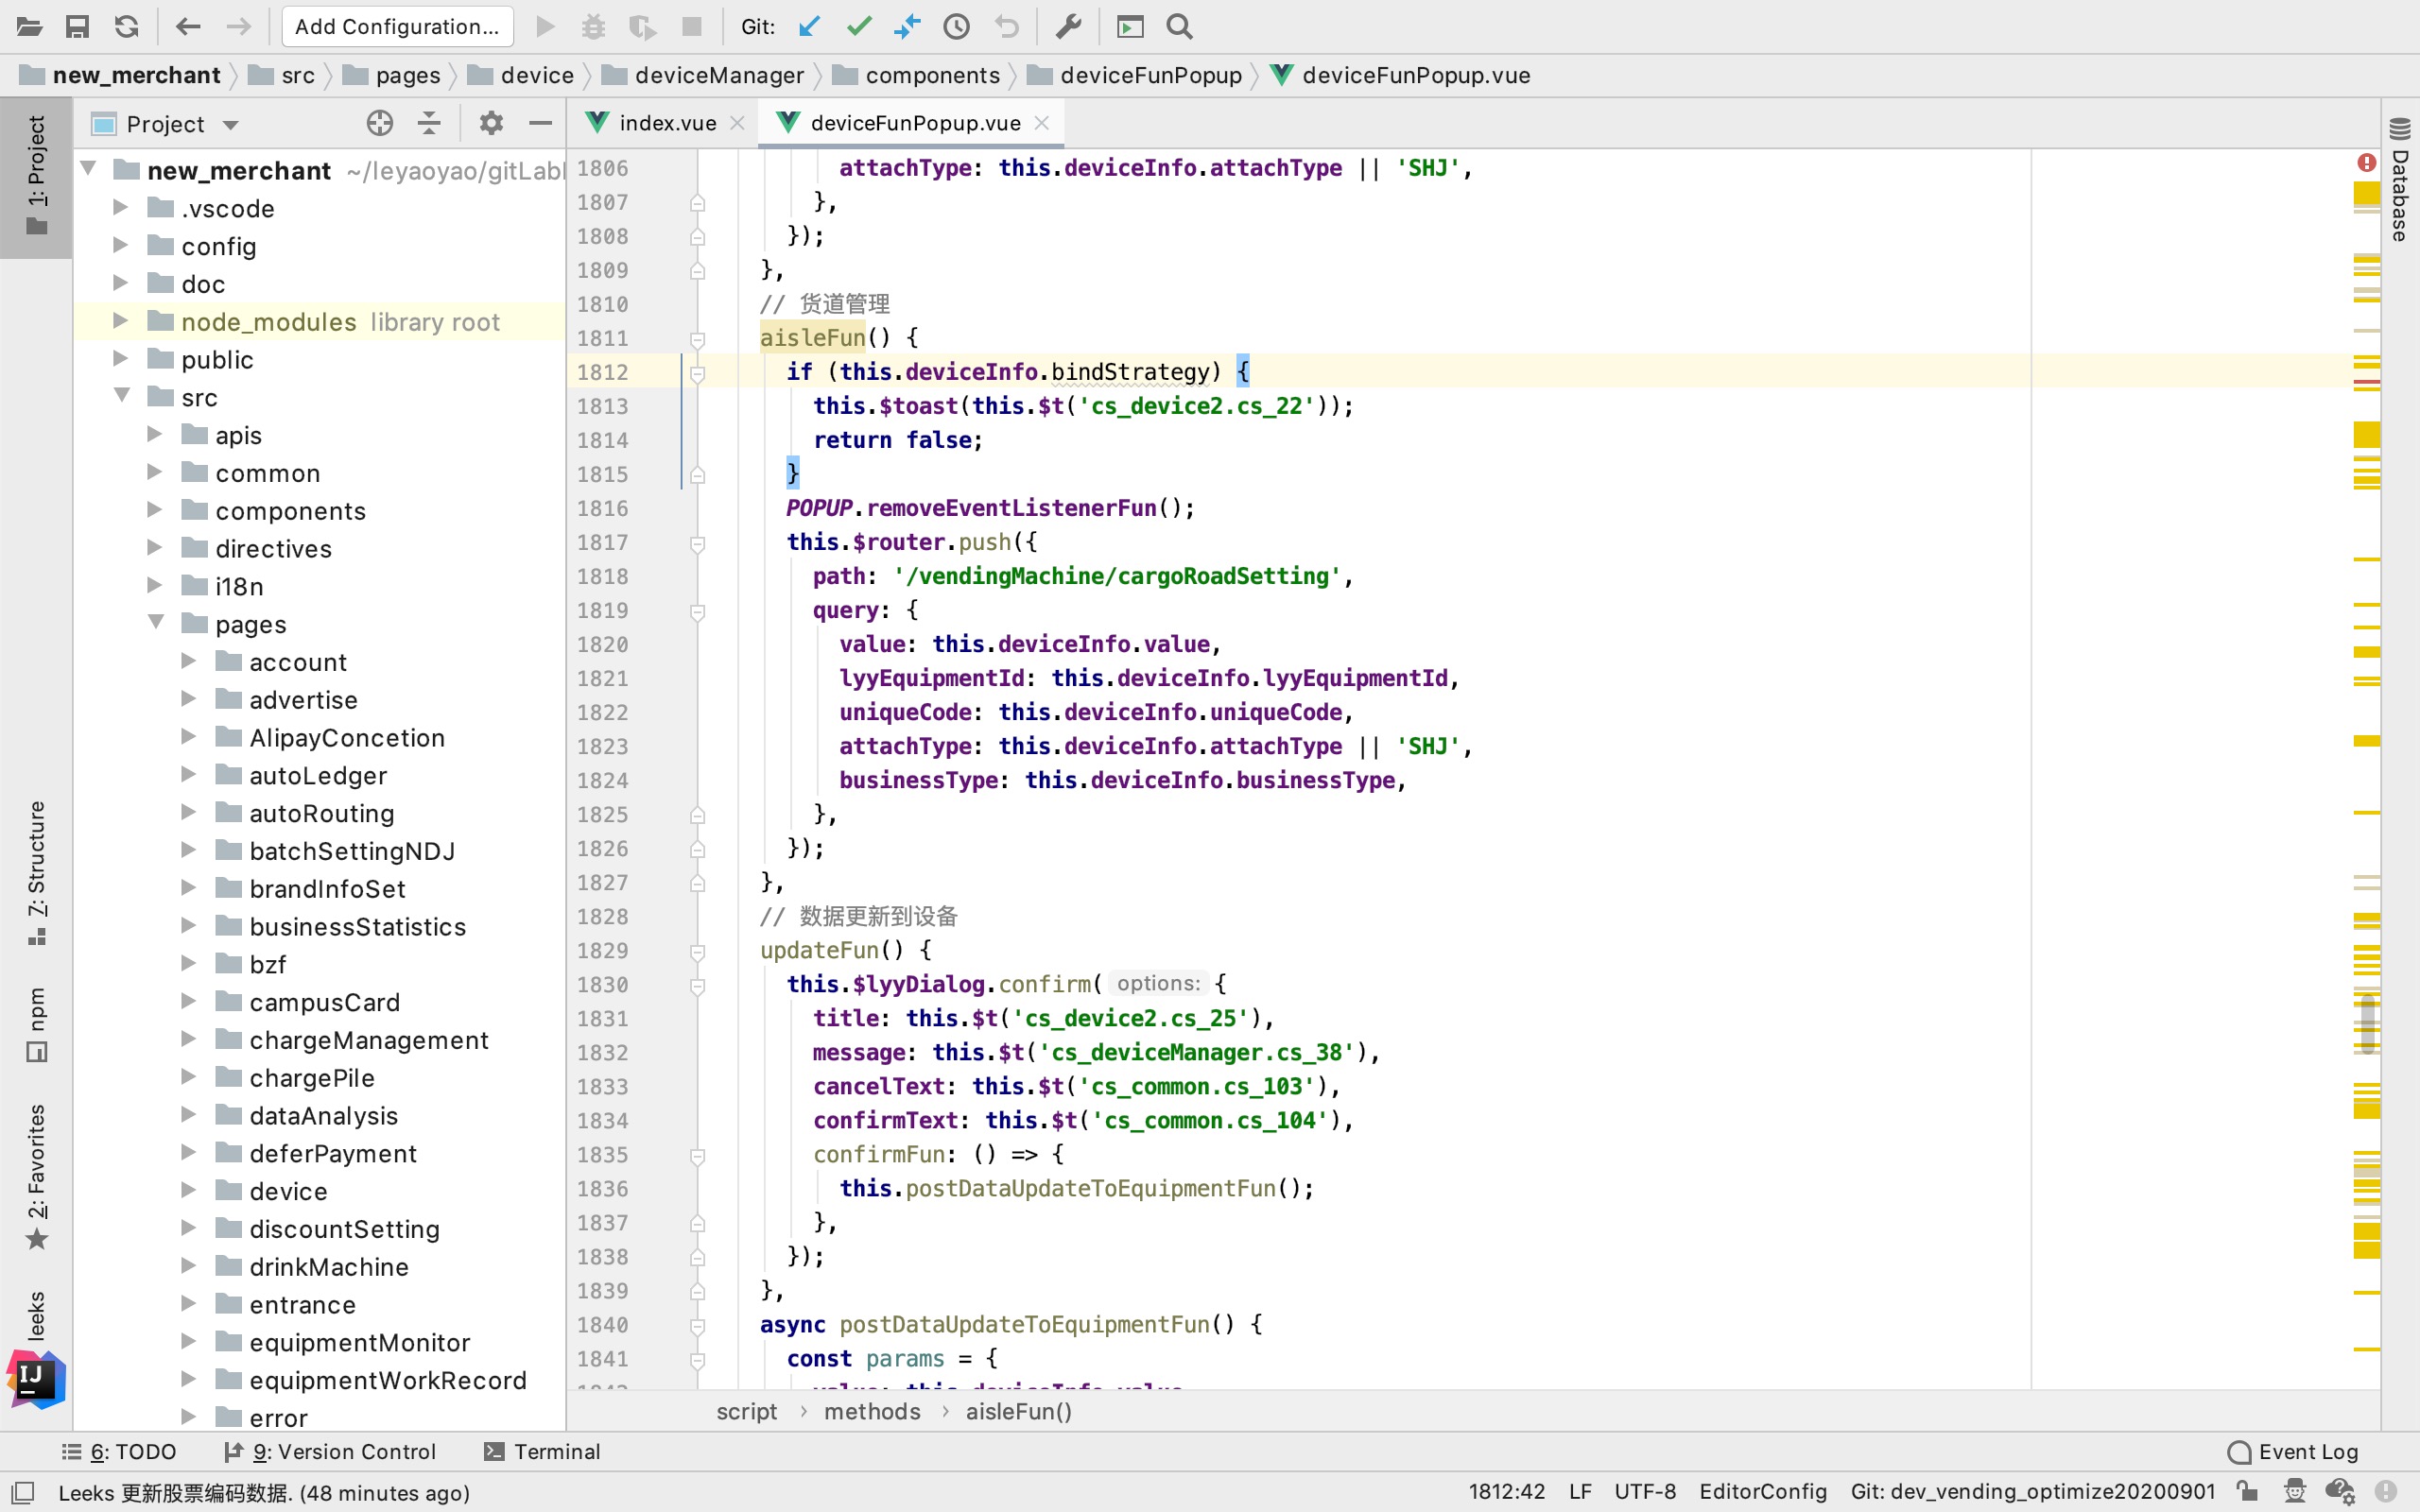 Add Configuration...
Git:
new_merchant
src
pages
device
deviceManager
components
deviceFunPopup
deviceFunPopup.vue
1: Project
7: Structure
npm
2: Favorites
leeks
Project
new_merchant ~/leyaoyao/gitLab
.vscode
config
doc
node_modules library root
public
src
apis
common
components
directives
i18n
pages
account
advertise
AlipayConcetion
autoLedger
autoRouting
batchSettingNDJ
brandInfoSet
businessStatistics
bzf
campusCard
chargeManagement
chargePile
dataAnalysis
deferPayment
device
discountSetting
drinkMachine
entrance
equipmentMonitor
equipmentWorkRecord
error
index.vue
deviceFunPopup.vue
1806 attachType: this.deviceInfo.attachType || 'SHJ',
1807 },
1808 });
1809 },
1810 // 货道管理
1811 aisleFun() {
1812 if (this.deviceInfo.bindStrategy) {
1813 this.$toast(this.$t('cs_device2.cs_22'));
1814 return false;
1815 }
1816 POPUP.removeEventListenerFun();
1817 this.$router.push({
1818 path: '/vendingMachine/cargoRoadSetting',
1819 query: {
1820 value: this.deviceInfo.value,
1821 lyyEquipmentId: this.deviceInfo.lyyEquipmentId,
1822 uniqueCode: this.deviceInfo.uniqueCode,
1823 attachType: this.deviceInfo.attachType || 'SHJ',
1824 businessType: this.deviceInfo.businessType,
1825 },
1826 });
1827 },
1828 // 数据更新到设备
1829 updateFun() {
1830 this.$lyyDialog.confirm( options: {
1831 title: this.$t('cs_device2.cs_25'),
1832 message: this.$t('cs_deviceManager.cs_38'),
1833 cancelText: this.$t('cs_common.cs_103'),
1834 confirmText: this.$t('cs_common.cs_104'),
1835 confirmFun: () => {
1836 this.postDataUpdateToEquipmentFun();
1837 },
1838 });
1839 },
1840 async postDataUpdateToEquipmentFun() {
1841 const params = {
script
methods
aisleFun()
Database
IJ
6: TODO
9: Version Control
Terminal
Event Log
Leeks 更新股票编码数据. (48 minutes ago)
1812:42
LF
UTF-8
EditorConfig
Git: dev_vending_optimize20200901